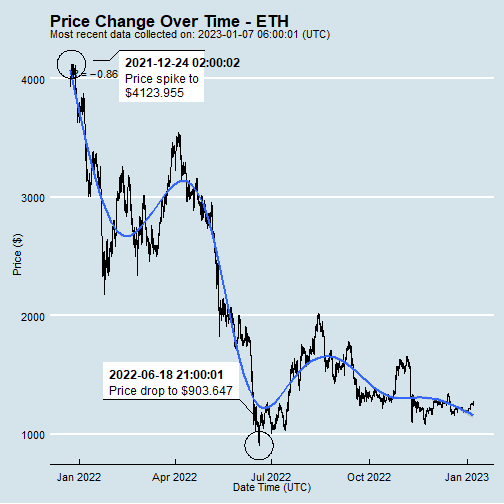 Price Change Over Time - ETH
Most recent data collected on: 2023-01-07 06:00:01 (UTC)
2021-12-24 02:00:02
Price spike to
$4123.955
= −0.86
4000
3000
2000
1000
Price ($)
2022-06-18 21:00:01
Price drop to $903.647
Jan 2022
Apr 2022
Jul 2022
Oct 2022
Jan 2023
Date Time (UTC)